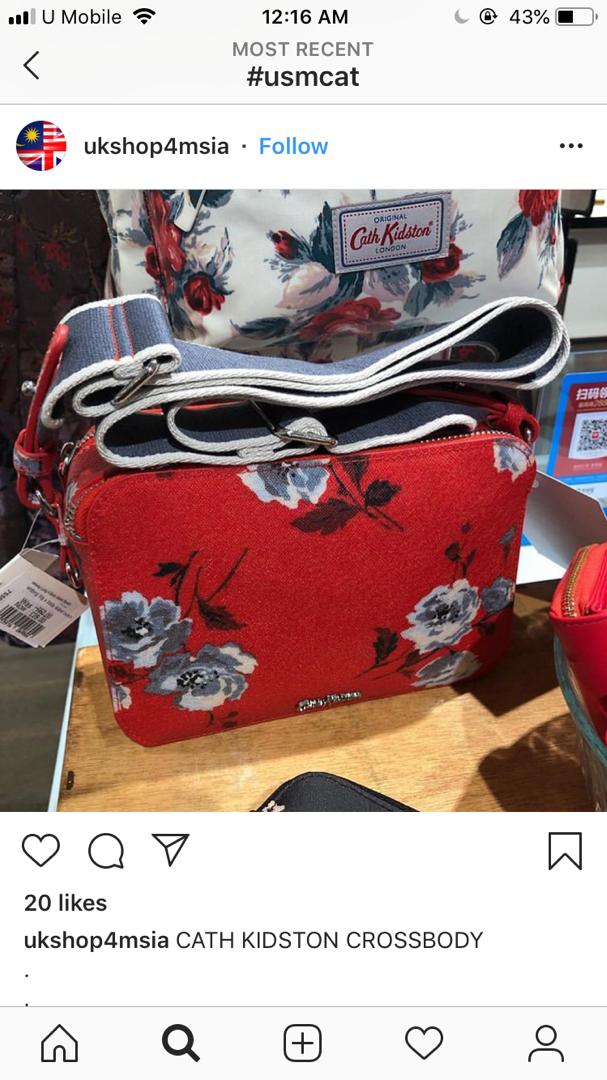 U Mobile 12:16 AM 43%
MOST RECENT
#usmcat
ukshop4msia · Follow
ORIGINAL
Cath Kidston®
LONDON
扫码领
20 likes
ukshop4msia CATH KIDSTON CROSSBODY
.
.